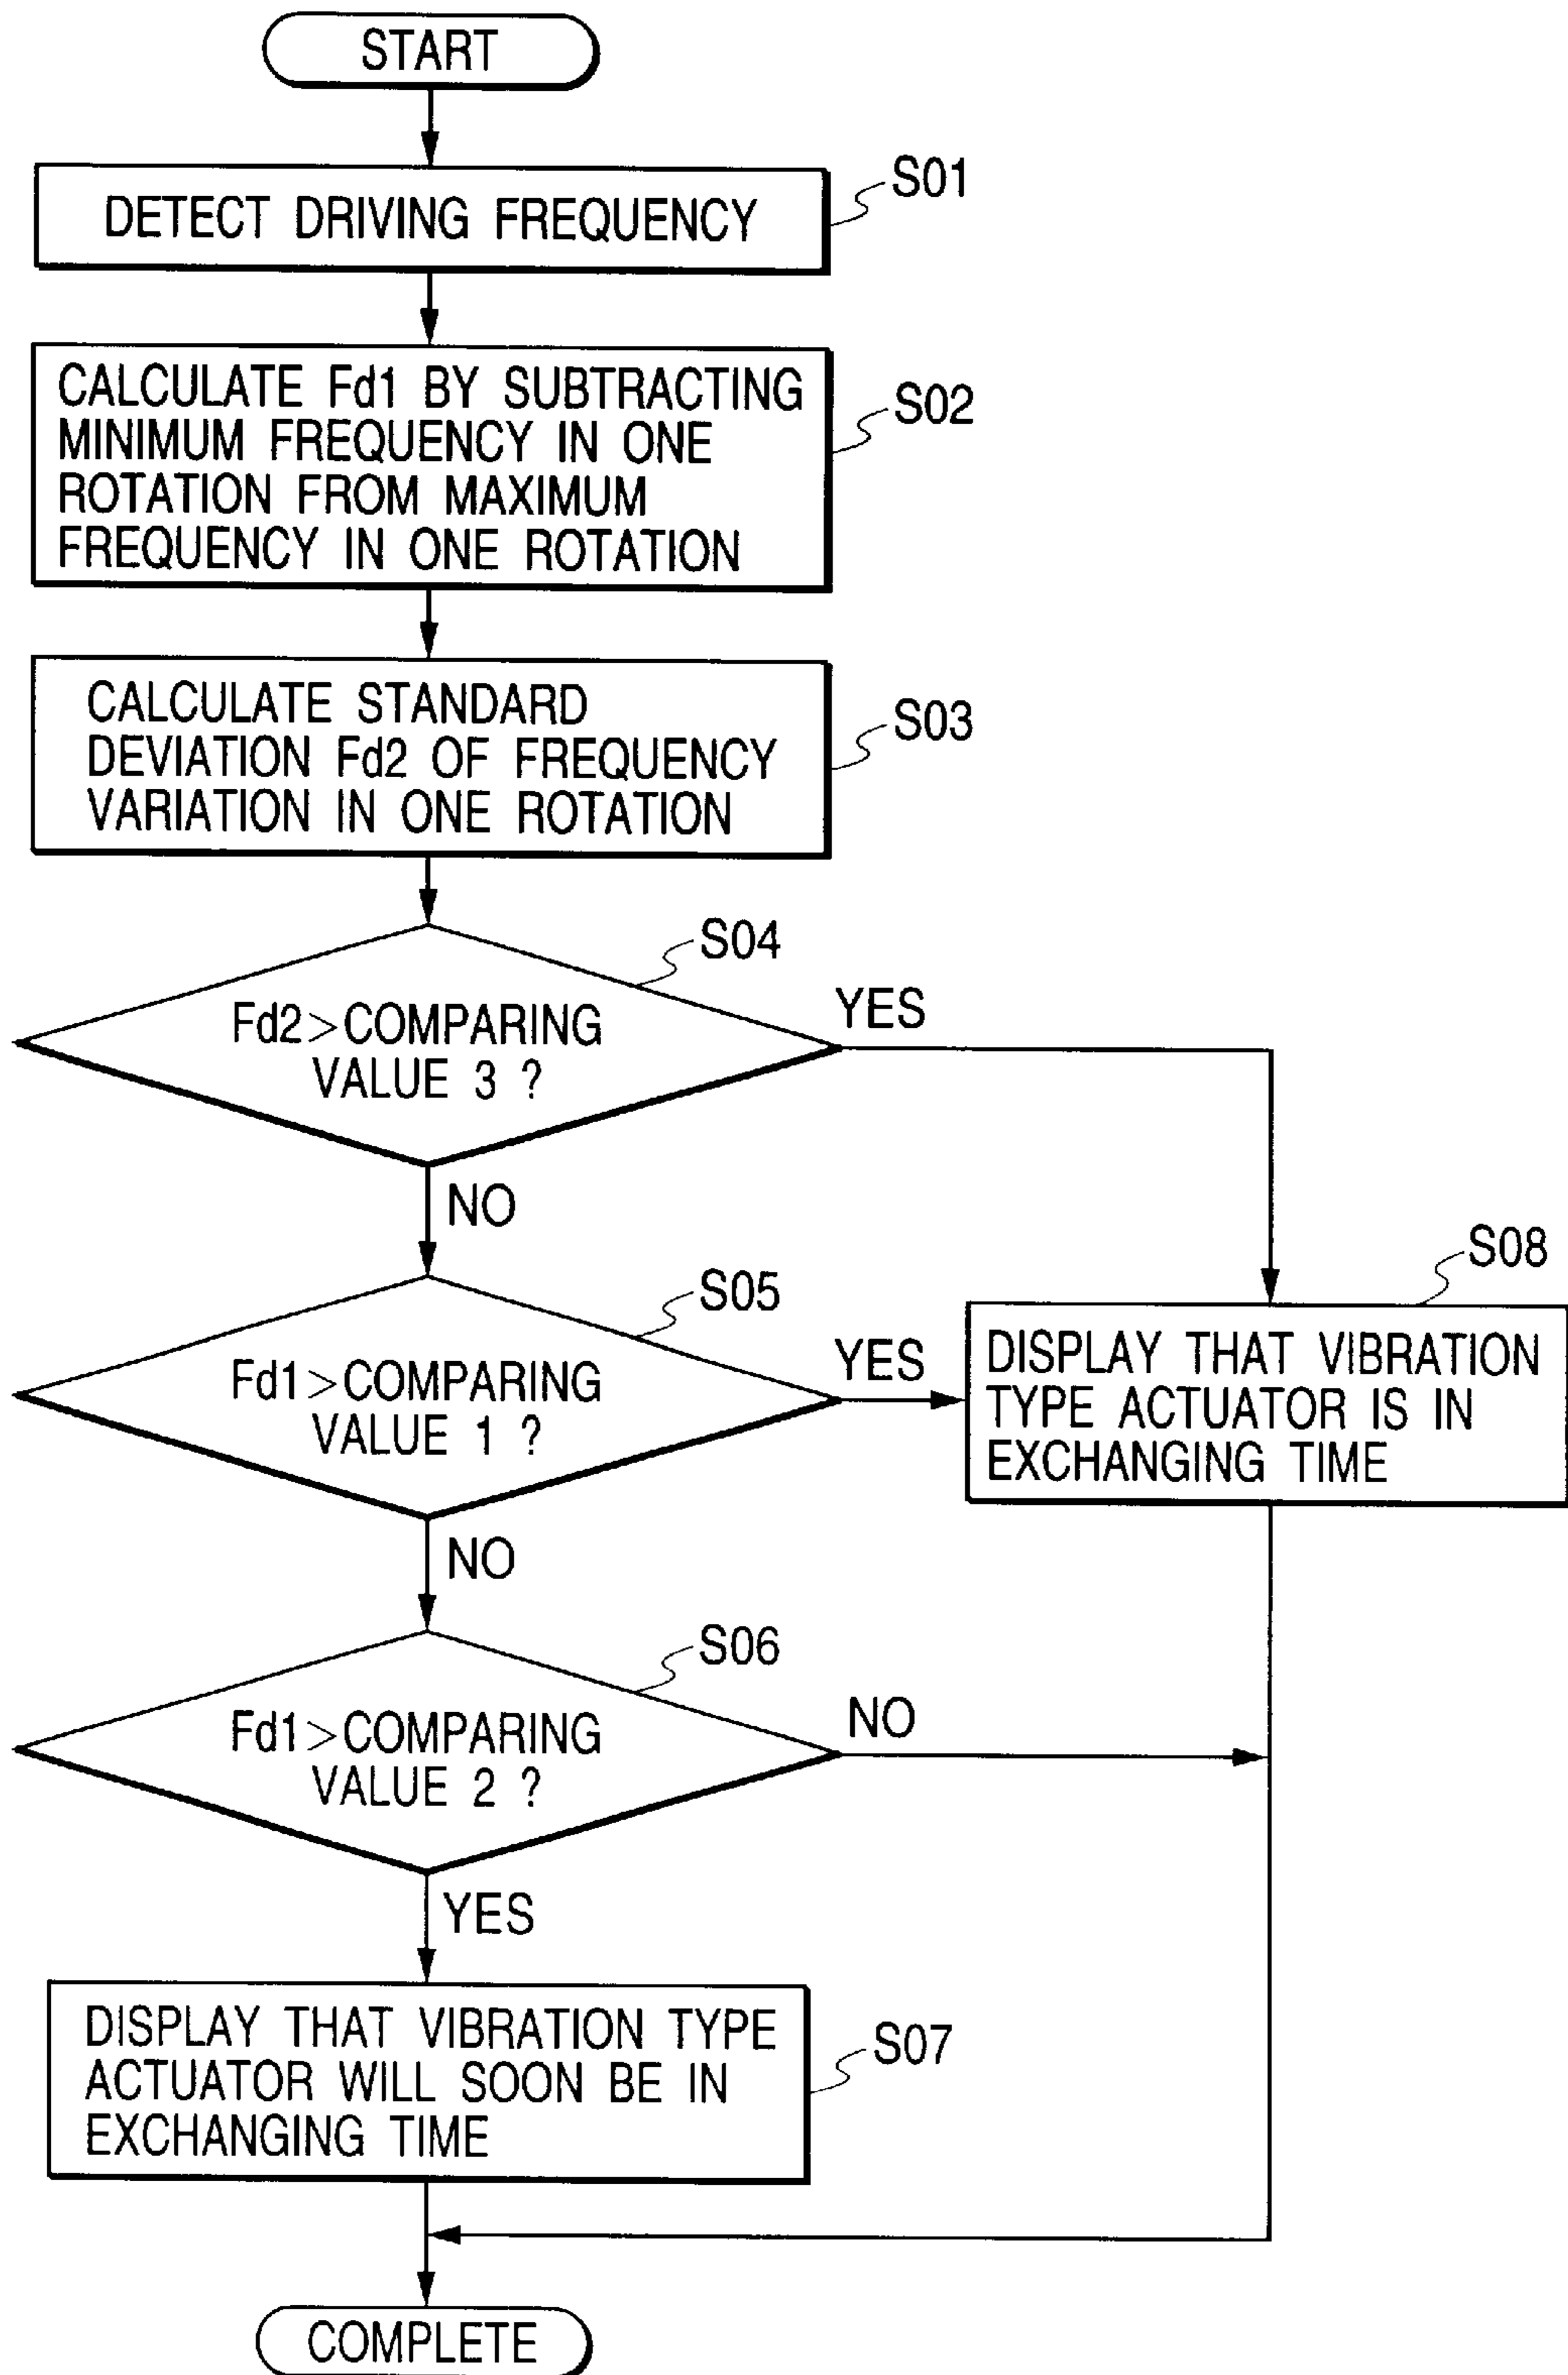 START
DETECT DRIVING FREQUENCY
S01
CALCULATE Fd1 BY SUBTRACTING
MINIMUM FREQUENCY IN ONE
ROTATION FROM MAXIMUM
FREQUENCY IN ONE ROTATION
S02
CALCULATE STANDARD
DEVIATION Fd2 OF FREQUENCY
VARIATION IN ONE ROTATION
S03
S04
Fd2>COMPARING
VALUE 3 ?
YES
NO
S05
Fd1>COMPARING
VALUE 1 ?
YES
S08
DISPLAY THAT VIBRATION
TYPE ACTUATOR IS IN
EXCHANGING TIME
NO
S06
Fd1>COMPARING
VALUE 2 ?
NO
YES
DISPLAY THAT VIBRATION TYPE
ACTUATOR WILL SOON BE IN
EXCHANGING TIME
S07
COMPLETE